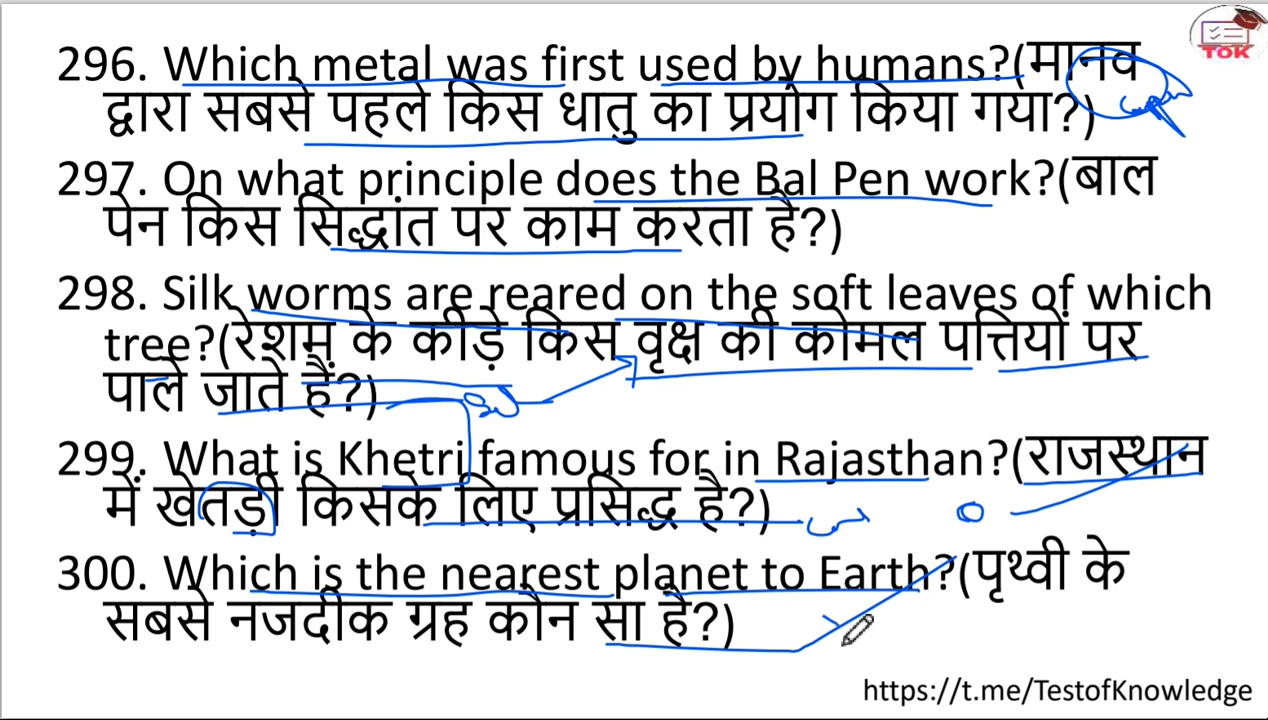 TOK
296. Which metal was first used by humans?(मानव
द्वारा सबसे पहले किस धातु का प्रयोग किया गया?)
297. On what principle does the Bal Pen work?(बाल
पेन किस सिद्धांत पर काम करता है?)
298. Silk worms are reared on the soft leaves of which
tree?(रेशम के कीड़े किस वृक्ष की कोमल पत्तियों पर
पाले जाते हैं?)
299. What is Khetri famous for in Rajasthan?(राजस्थान
में खेतड़ी किसके लिए प्रसिद्ध है?)
300. Which is the nearest planet to Earth?(पृथ्वी के
सबसे नजदीक ग्रह कौन सा है?)
https://t.me/TestofKnowledge